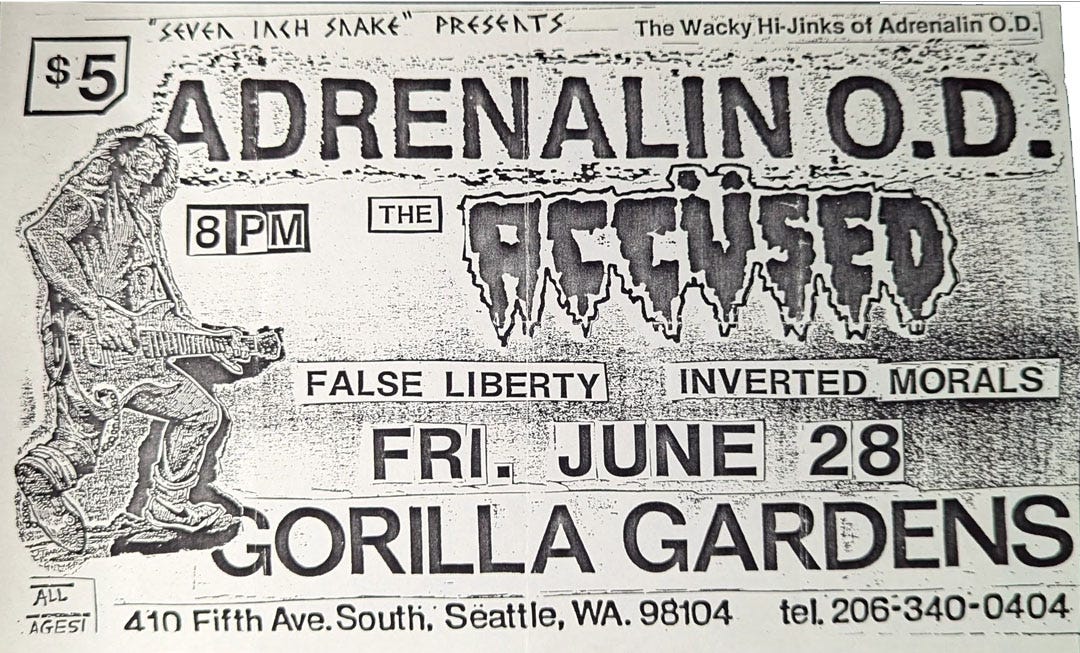 "SEVEN INCH SNAKE" PRESENTS
The Wacky Hi-Jinks of Adrenalin O.D.
$5
ADRENALIN O.D.
8 PM
THE
ACCÜSED
FALSE LIBERTY
INVERTED MORALS
FRI. JUNE 28
GORILLA GARDENS
ALL
AGES!
410 Fifth Ave. South, Seattle, WA. 98104
tel. 206-340-0404